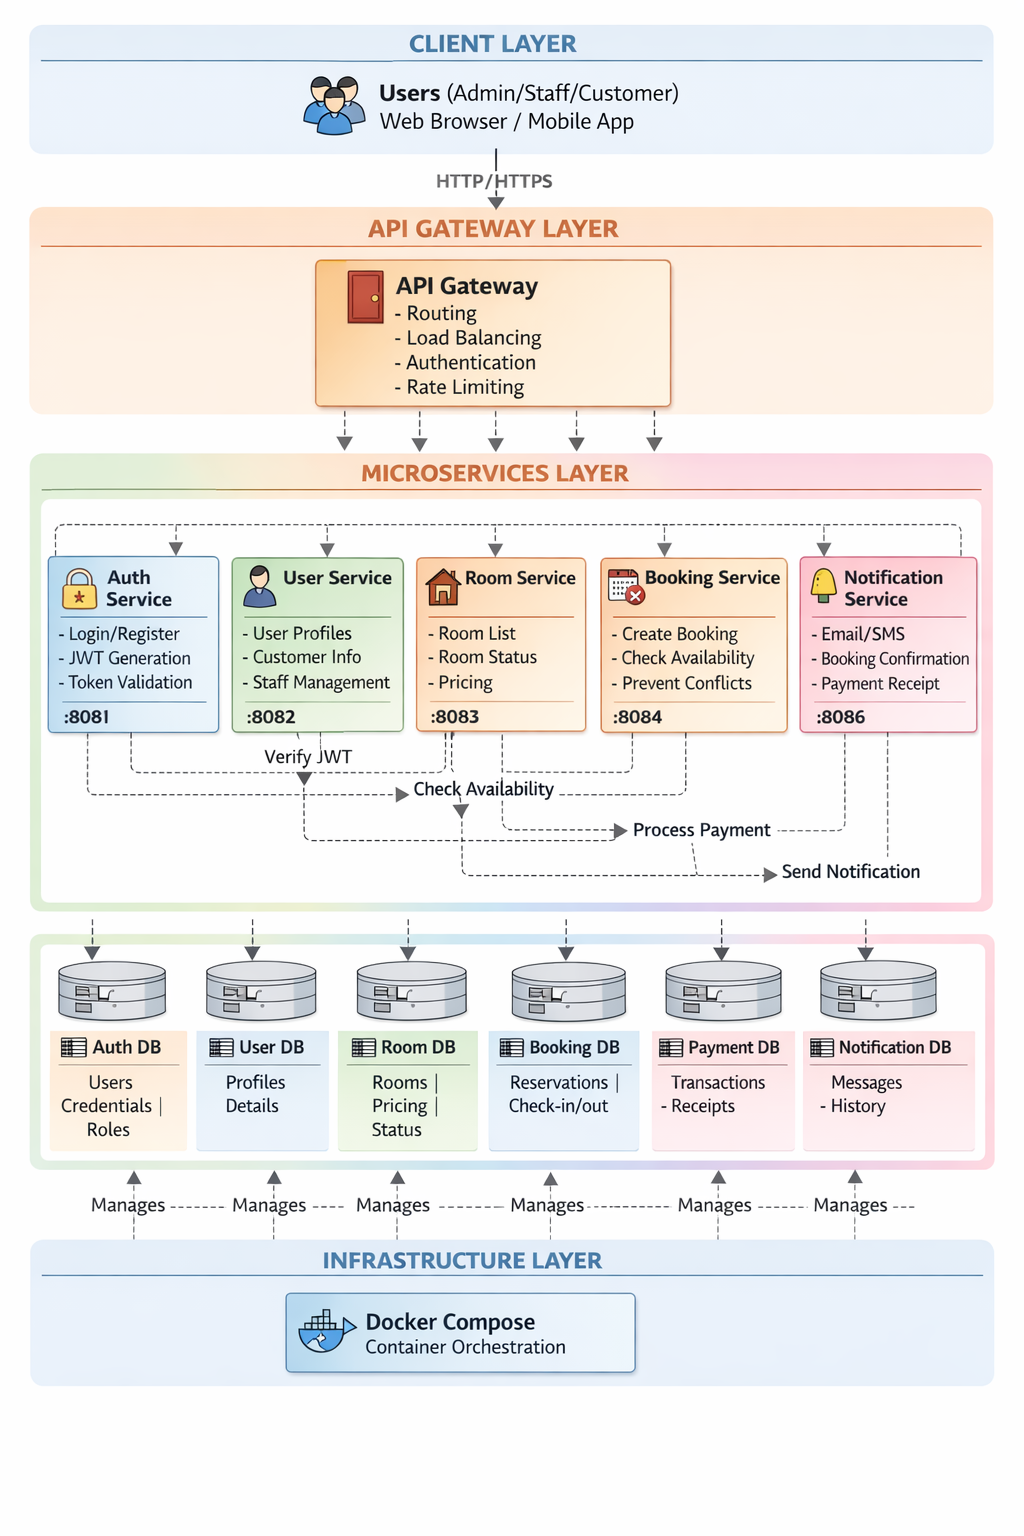 CLIENT LAYER
Users (Admin/Staff/Customer)
Web Browser / Mobile App
HTTP/HTTPS
API GATEWAY LAYER
API Gateway
- Routing
- Load Balancing
- Authentication
- Rate Limiting
MICROSERVICES LAYER
Auth
Service
- Login/Register
- JWT Generation
- Token Validation
:8081
User Service
- User Profiles
- Customer Info
- Staff Management
:8082
Room Service
- Room List
- Room Status
- Pricing
:8083
Booking Service
- Create Booking
- Check Availability
- Prevent Conflicts
:8084
Notification
Service
- Email/SMS
- Booking Confirmation
- Payment Receipt
:8086
Verify JWT
Check Availability
Process Payment
Send Notification
Auth DB
Users
Credentials |
Roles
User DB
Profiles
Details
Room DB
Rooms |
Pricing |
Status
Booking DB
Reservations |
Check-in/out
Payment DB
Transactions
- Receipts
Notification DB
Messages
- History
Manages
Manages
Manages
Manages
Manages
Manages
INFRASTRUCTURE LAYER
Docker Compose
Container Orchestration